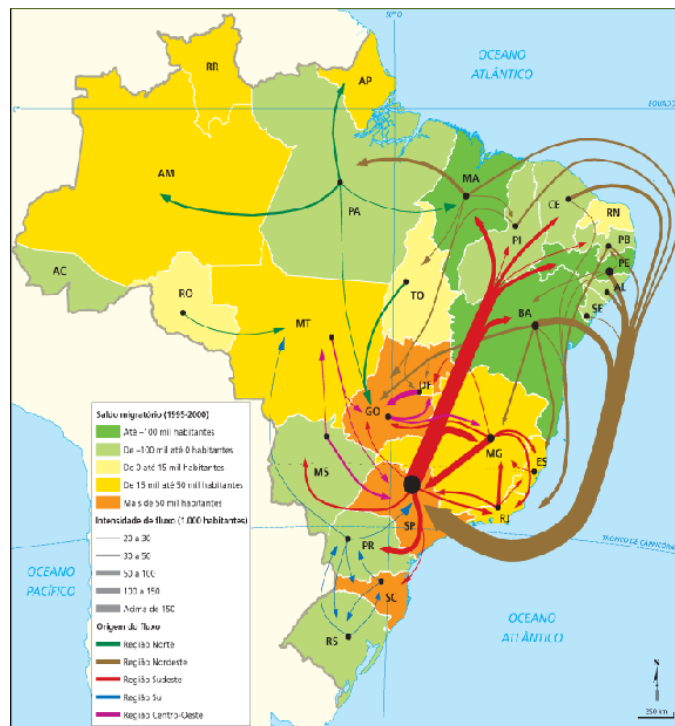 50° O
OCEANO
ATLÂNTICO
RR
AP
0°
EQUADOR
AM
PA
MA
CE
RN
PI
PB
PE
AL
SE
AC
RO
TO
BA
MT
DF
GO
MG
ES
MS
SP
RJ
PR
TRÓPICO DE CAPRICÓRNIO
SC
RS
OCEANO
PACÍFICO
OCEANO
ATLÂNTICO
Saldo migratório (1995-2000)
Até –100 mil habitantes
De –100 mil até 0 habitantes
De 0 até 15 mil habitantes
De 15 mil até 50 mil habitantes
Mais de 50 mil habitantes
Intensidade de fluxo (1.000 habitantes)
20 a 30
30 a 50
50 a 100
100 a 150
Acima de 150
Origem do fluxo
Região Norte
Região Nordeste
Região Sudeste
Região Sul
Região Centro-Oeste
N
350 km